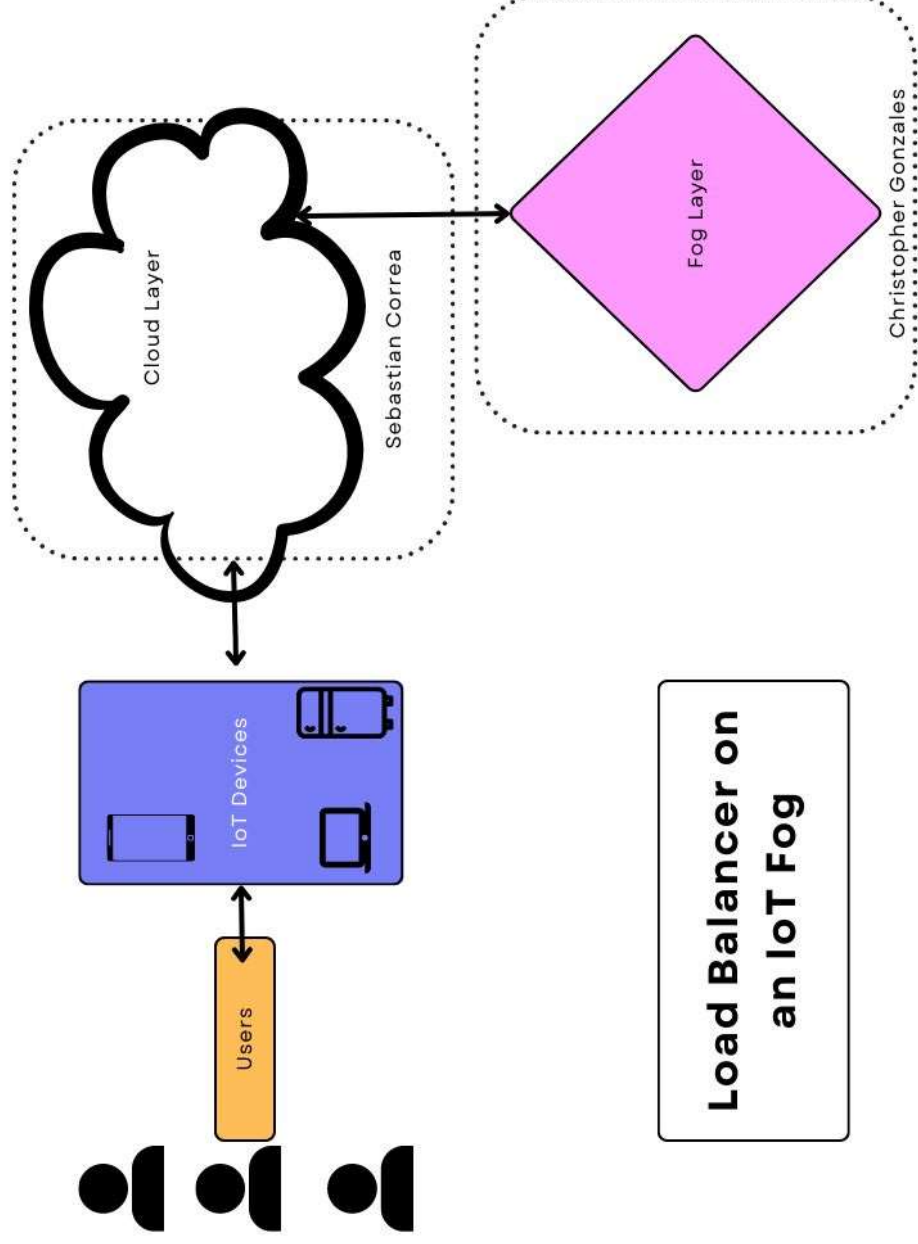 Cloud Layer
Sebastian Correa
Fog Layer
Christopher Gonzales
IoT Devices
Users
Load Balancer on
an IoT Fog